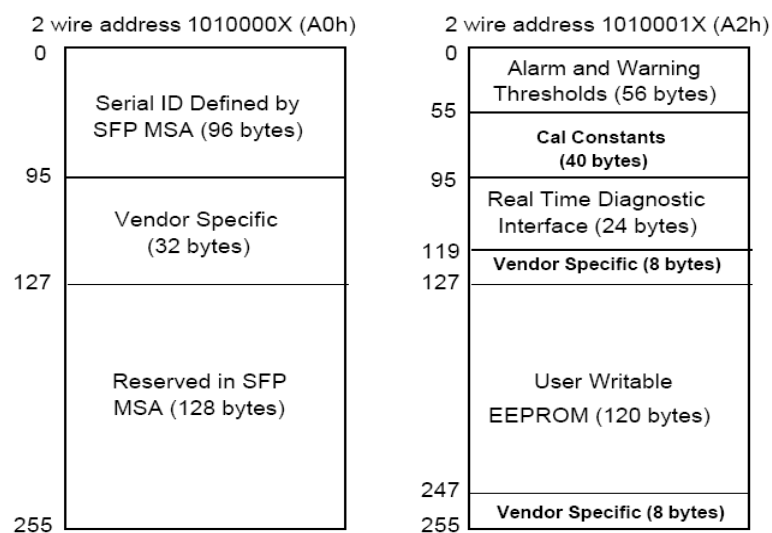 2 wire address 1010000X (A0h)
0
Serial ID Defined by
SFP MSA (96 bytes)
95
Vendor Specific
(32 bytes)
127
Reserved in SFP
MSA (128 bytes)
255
2 wire address 1010001X (A2h)
0
Alarm and Warning
Thresholds (56 bytes)
55
Cal Constants
(40 bytes)
95
Real Time Diagnostic
Interface (24 bytes)
119
Vendor Specific (8 bytes)
127
User Writable
EEPROM (120 bytes)
247
Vendor Specific (8 bytes)
255